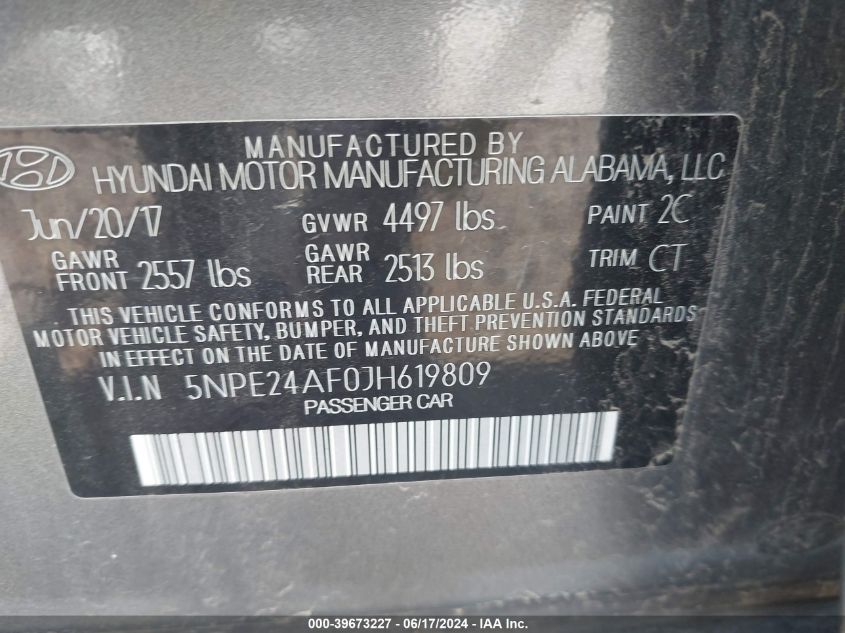 MANUFACTURED BY
HYUNDAI MOTOR MANUFACTURING ALABAMA, LLC
Jun/20/17 GVWR 4497 lbs PAINT 2C
GAWR FRONT 2557 lbs GAWR REAR 2513 lbs TRIM CT
THIS VEHICLE CONFORMS TO ALL APPLICABLE U.S.A. FEDERAL
MOTOR VEHICLE SAFETY, BUMPER, AND THEFT PREVENTION STANDARDS
IN EFFECT ON THE DATE OF MANUFACTURE SHOWN ABOVE
V.I.N 5NPE24AF0JH619809
PASSENGER CAR
000-39673227 - 06/17/2024 - IAA Inc.